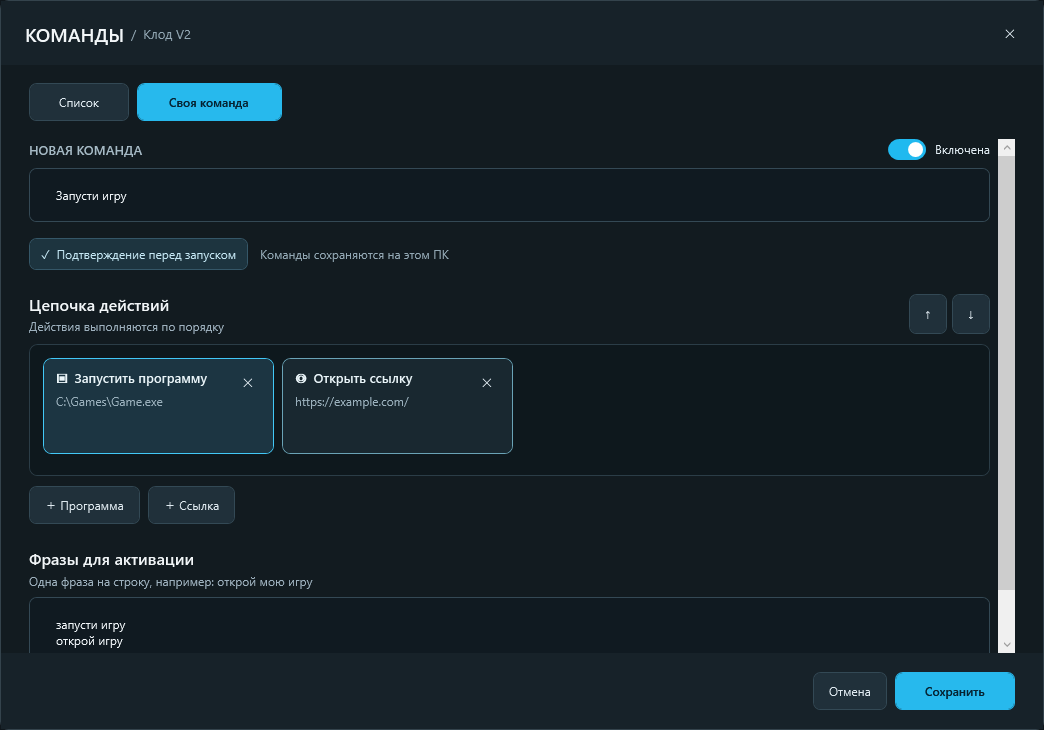 КОМАНДЫ / Клод V2
Список
Своя команда
НОВАЯ КОМАНДА
Включена
Запусти игру
✓ Подтверждение перед запуском
Команды сохраняются на этом ПК
Цепочка действий
Действия выполняются по порядку
↑ ↓
Запустить программу
C:\Games\Game.exe
Открыть ссылку
https://example.com/
+ Программа
+ Ссылка
Фразы для активации
Одна фраза на строку, например: открой мою игру
запусти игру
открой игру
Отмена
Сохранить